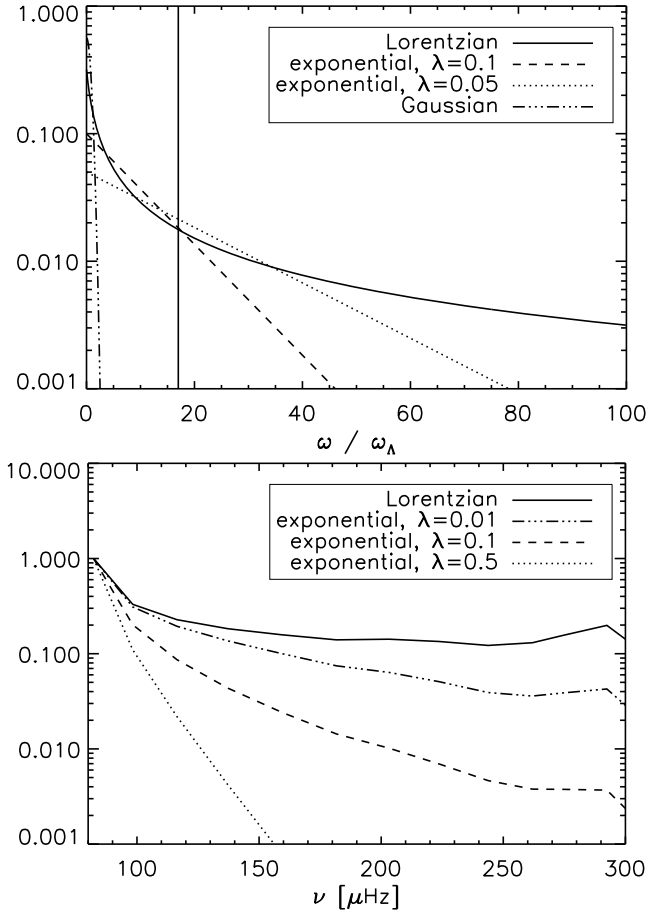 1.000
0.100
0.010
0.001
Lorentzian
exponential, λ=0.1
exponential, λ=0.05
Gaussian
0 20 40 60 80 100
ω / ω_Λ
10.000
1.000
0.100
0.010
0.001
Lorentzian
exponential, λ=0.01
exponential, λ=0.1
exponential, λ=0.5
100 150 200 250 300
ν [μHz]